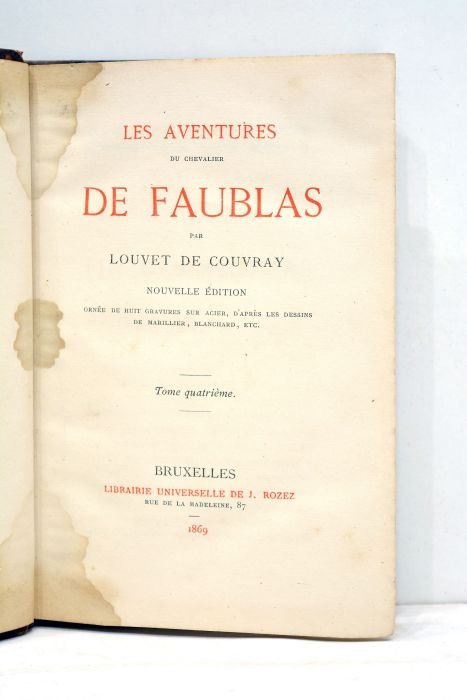 LES AVENTURES
DU CHEVALIER
DE FAUBLAS
PAR
LOUVET DE COUVRAY
NOUVELLE ÉDITION
ORNÉE DE HUIT GRAVURES SUR ACIER, D'APRÈS LES DESSINS
DE MARILLIER, BLANCHARD, ETC.
Tome quatrième.
BRUXELLES
LIBRAIRIE UNIVERSELLE DE J. ROZEZ
RUE DE LA MADELEINE, 87
1869